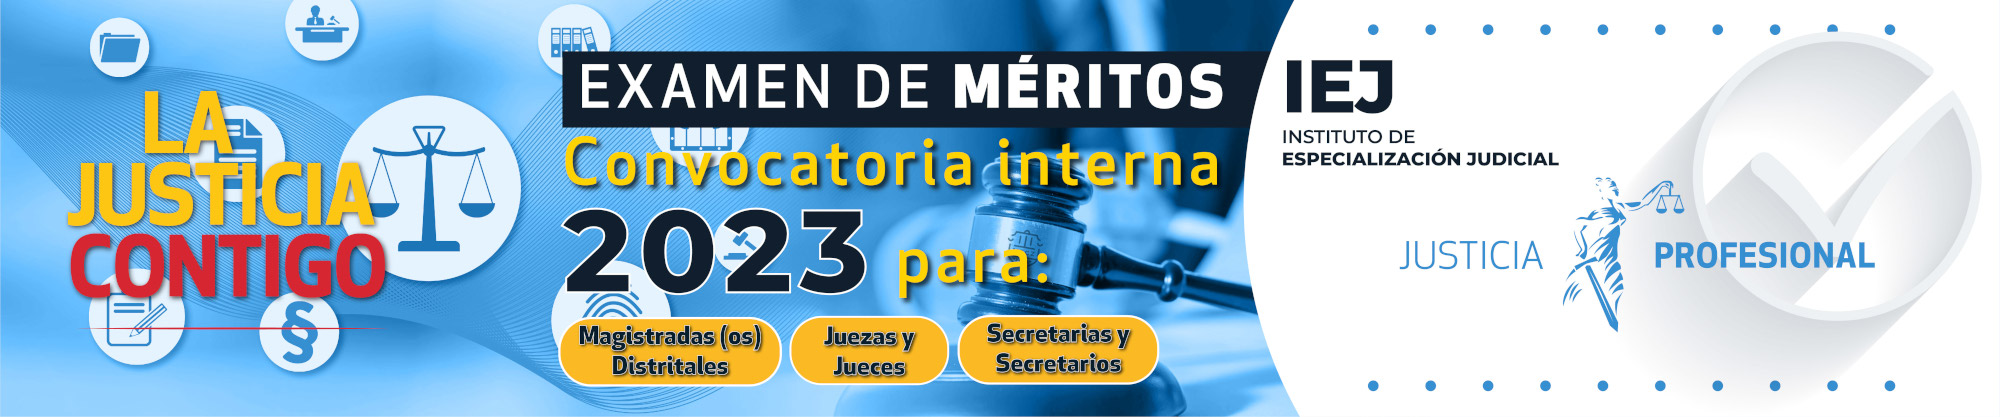 LA
JUSTICIA
CONTIGO
EXAMEN DE MÉRITOS
Convocatoria interna
2023 para:
Magistradas (os)
Distritales
Juezas y
Jueces
Secretarias y
Secretarios
IEJ
INSTITUTO DE
ESPECIALIZACIÓN JUDICIAL
JUSTICIA PROFESIONAL